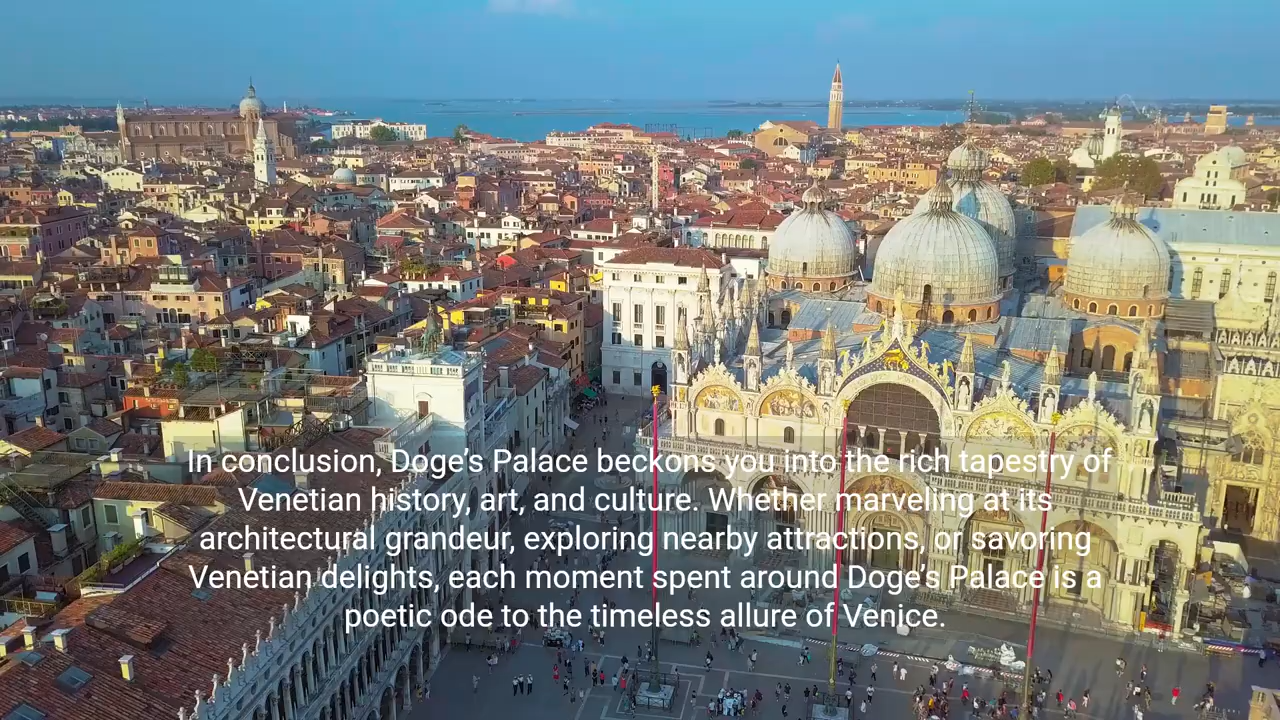 In conclusion, Doge’s Palace beckons you into the rich tapestry of
Venetian history, art, and culture. Whether marveling at its
architectural grandeur, exploring nearby attractions, or savoring
Venetian delights, each moment spent around Doge’s Palace is a
poetic ode to the timeless allure of Venice.